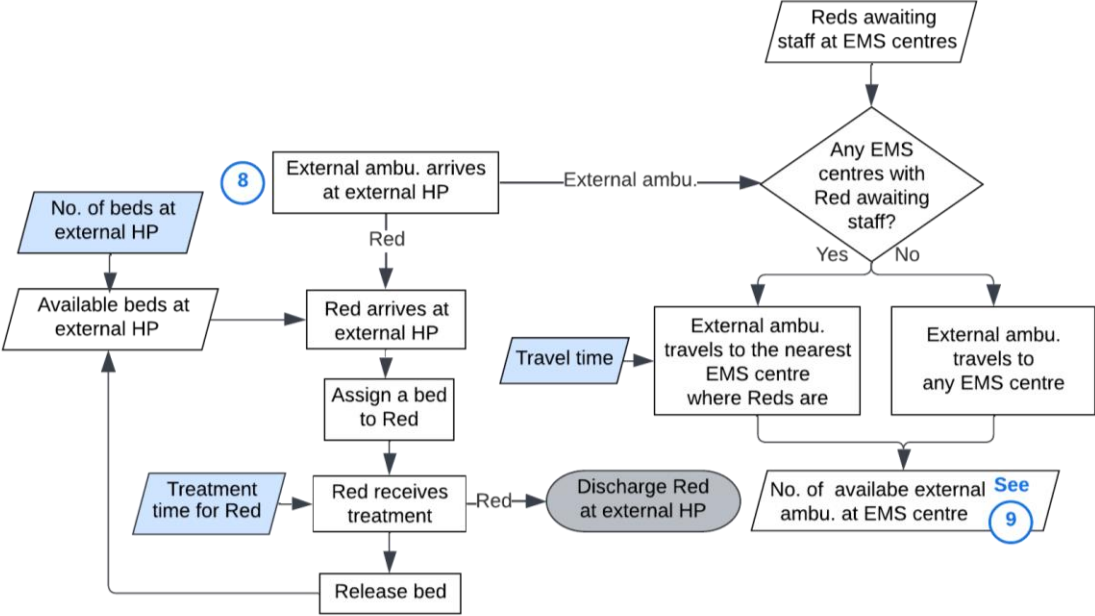 Reds awaiting
staff at EMS centres
Any EMS
centres with
Red awaiting
staff?
8
External ambu. arrives
at external HP
External ambu.
No. of beds at
external HP
Red
Yes
No
Available beds at
external HP
Red arrives at
external HP
External ambu.
travels to the nearest
EMS centre
where Reds are
External ambu.
travels to
any EMS centre
Travel time
Assign a bed
to Red
Treatment
time for Red
Red receives
treatment
Red
Discharge Red
at external HP
No. of availabe external
ambu. at EMS centre
See
9
Release bed